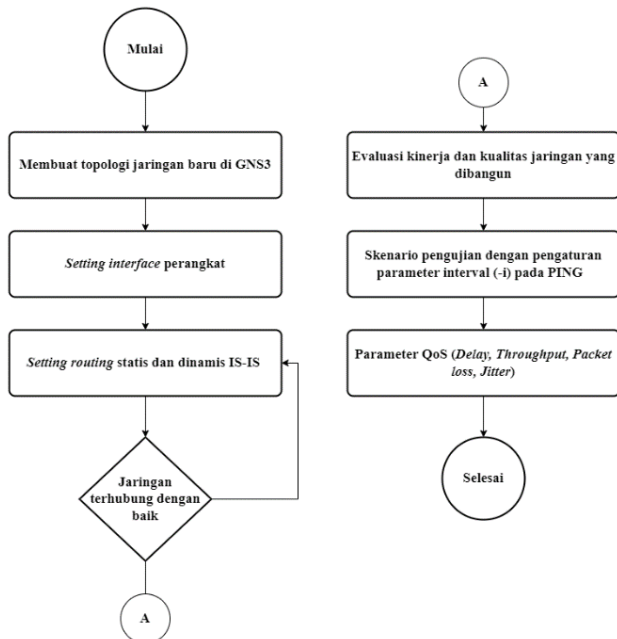 Mulai
Membuat topologi jaringan baru di GNS3
Setting interface perangkat
Setting routing statis dan dinamis IS-IS
Jaringan
terhubung dengan
baik
A
A
Evaluasi kinerja dan kualitas jaringan yang
dibangun
Skenario pengujian dengan pengaturan
parameter interval (-i) pada PING
Parameter QoS (Delay, Throughput, Packet
loss, Jitter)
Selesai